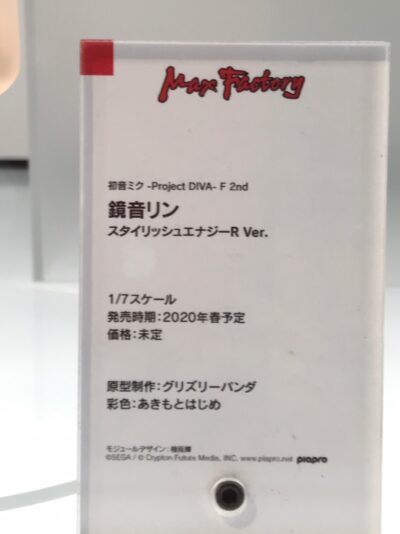 Max Factory
初音ミク -Project DIVA- F 2nd
鏡音リン
スタイリッシュエナジーR Ver.
1/7スケール
発売時期:2020年春予定
価格:未定
原型制作:グリズリーパンダ
彩色:あきもとはじめ
モジュールデザイン:
©SEGA / © Crypton Future Media, INC. www.piapro.net piapro